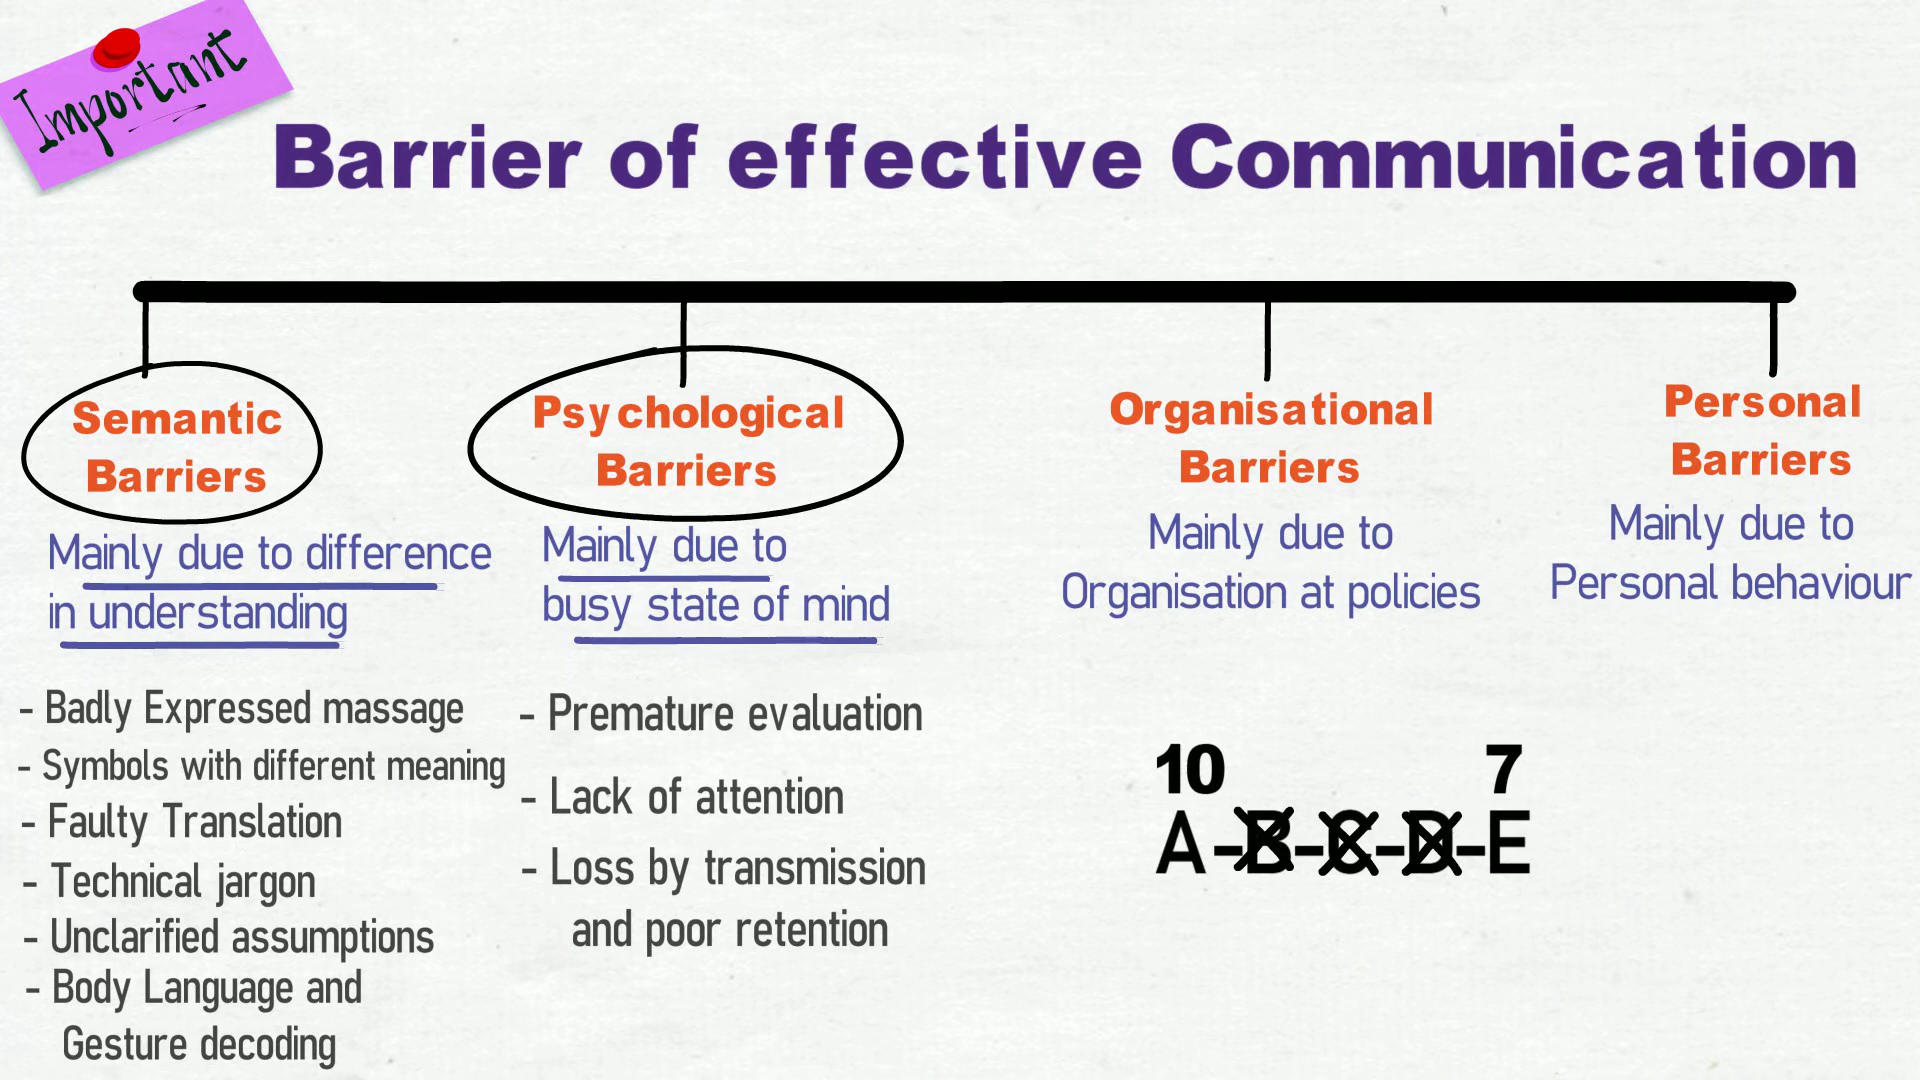 Important
Barrier of effective Communication
Semantic
Barriers
Mainly due to difference
in understanding
- Badly Expressed massage
- Symbols with different meaning
- Faulty Translation
- Technical jargon
- Unclarified assumptions
- Body Language and
Gesture decoding
Psychological
Barriers
Mainly due to
busy state of mind
- Premature evaluation
- Lack of attention
- Loss by transmission
and poor retention
Organisational
Barriers
Mainly due to
Organisation at policies
10 7
A-B-C-D-E
Personal
Barriers
Mainly due to
Personal behaviour